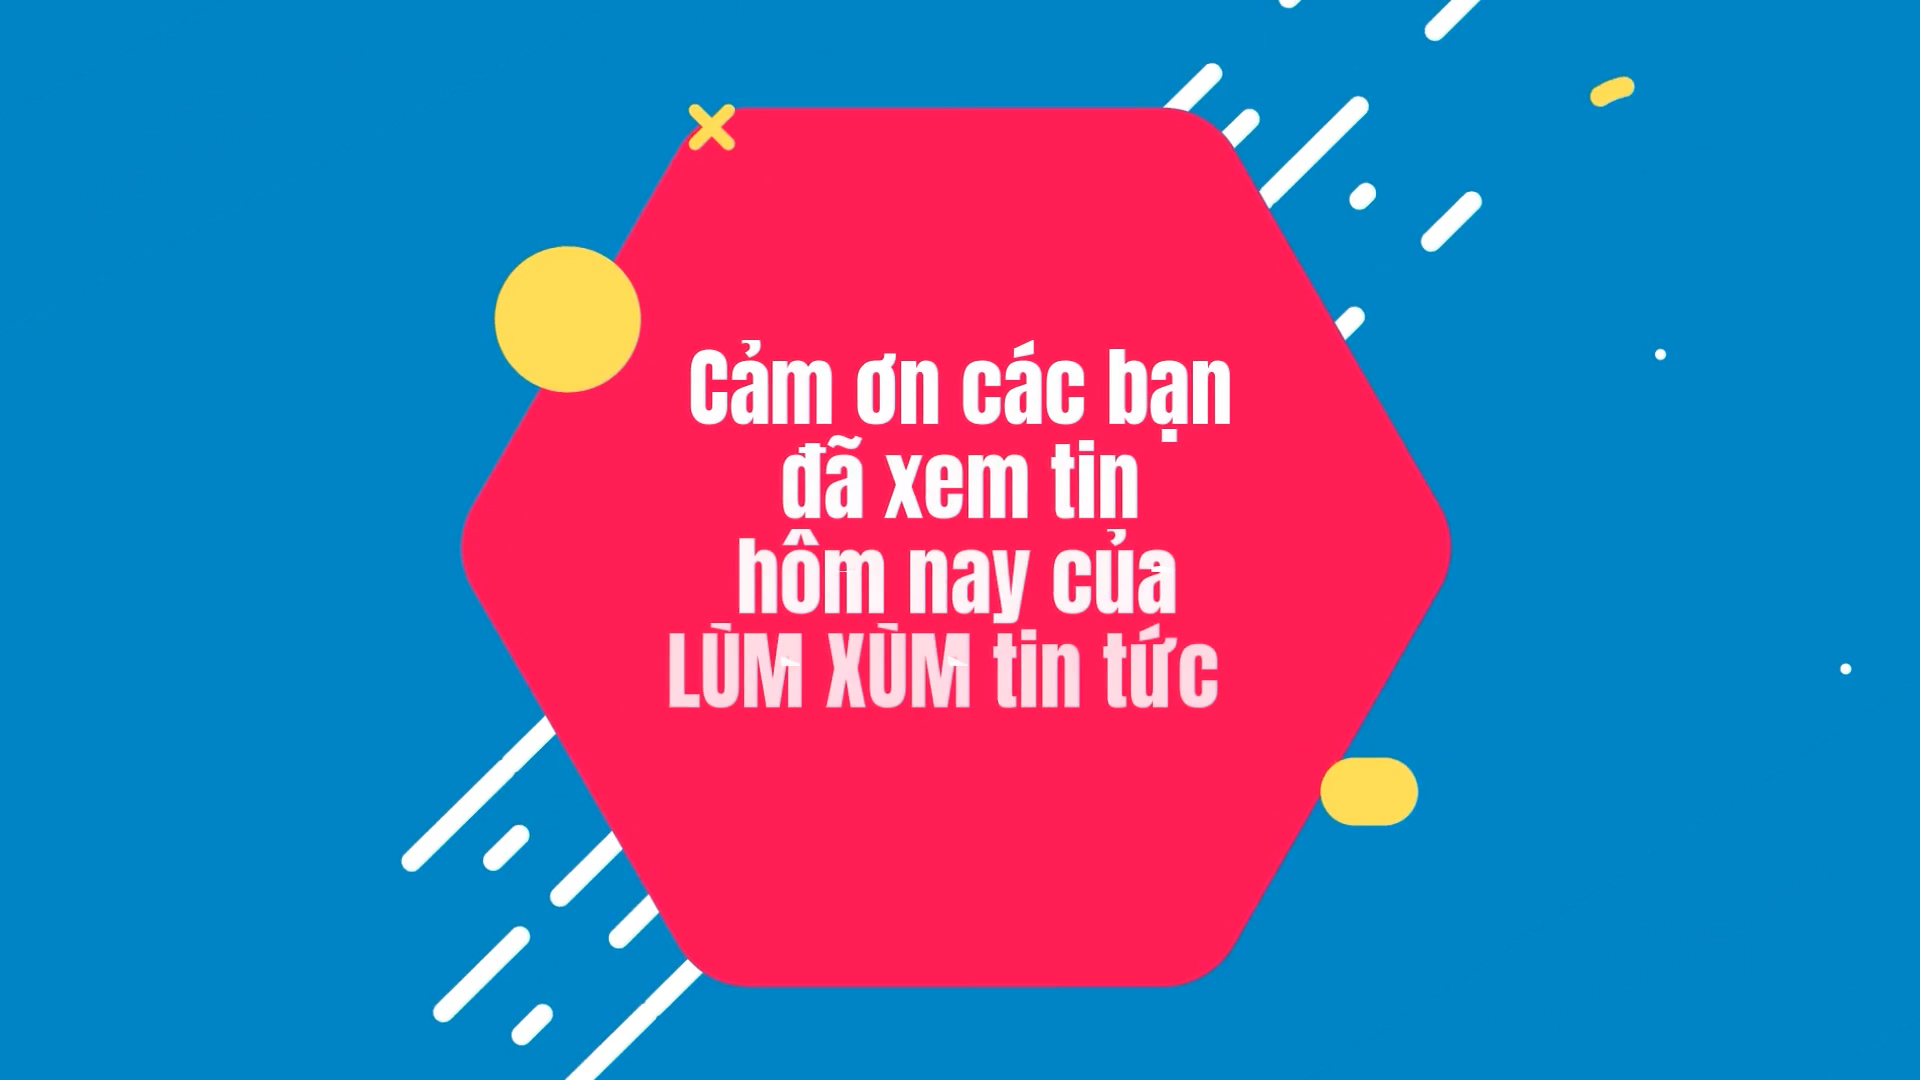 Cảm ơn các bạn
đã xem tin
hôm nay của
LÙM XÙM tin tức